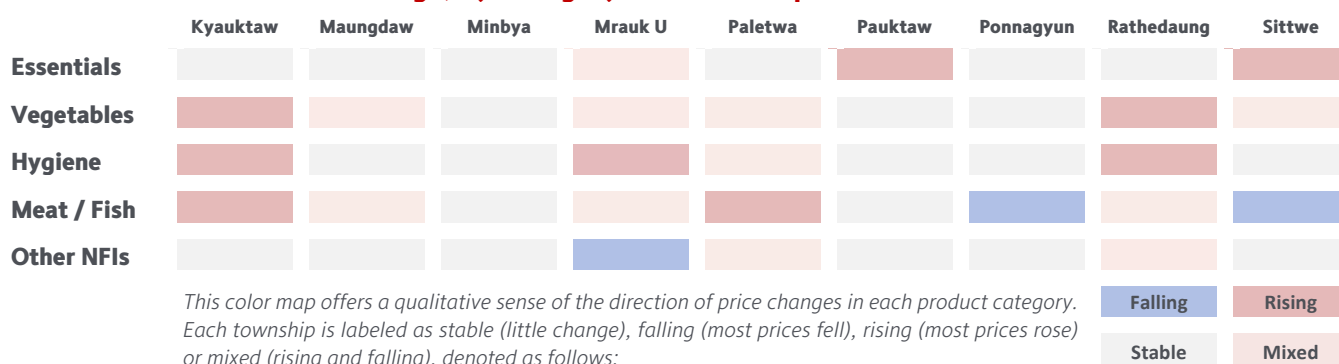 Kyauktaw Maungdaw Minbya Mrauk U Paletwa Pauktaw Ponnagyun Rathedaung Sittwe
Essentials
Vegetables
Hygiene
Meat / Fish
Other NFIs
This color map offers a qualitative sense of the direction of price changes in each product category.
Each township is labeled as stable (little change), falling (most prices fell), rising (most prices rose)
or mixed (rising and falling), denoted as follows:
Falling Rising
Stable Mixed